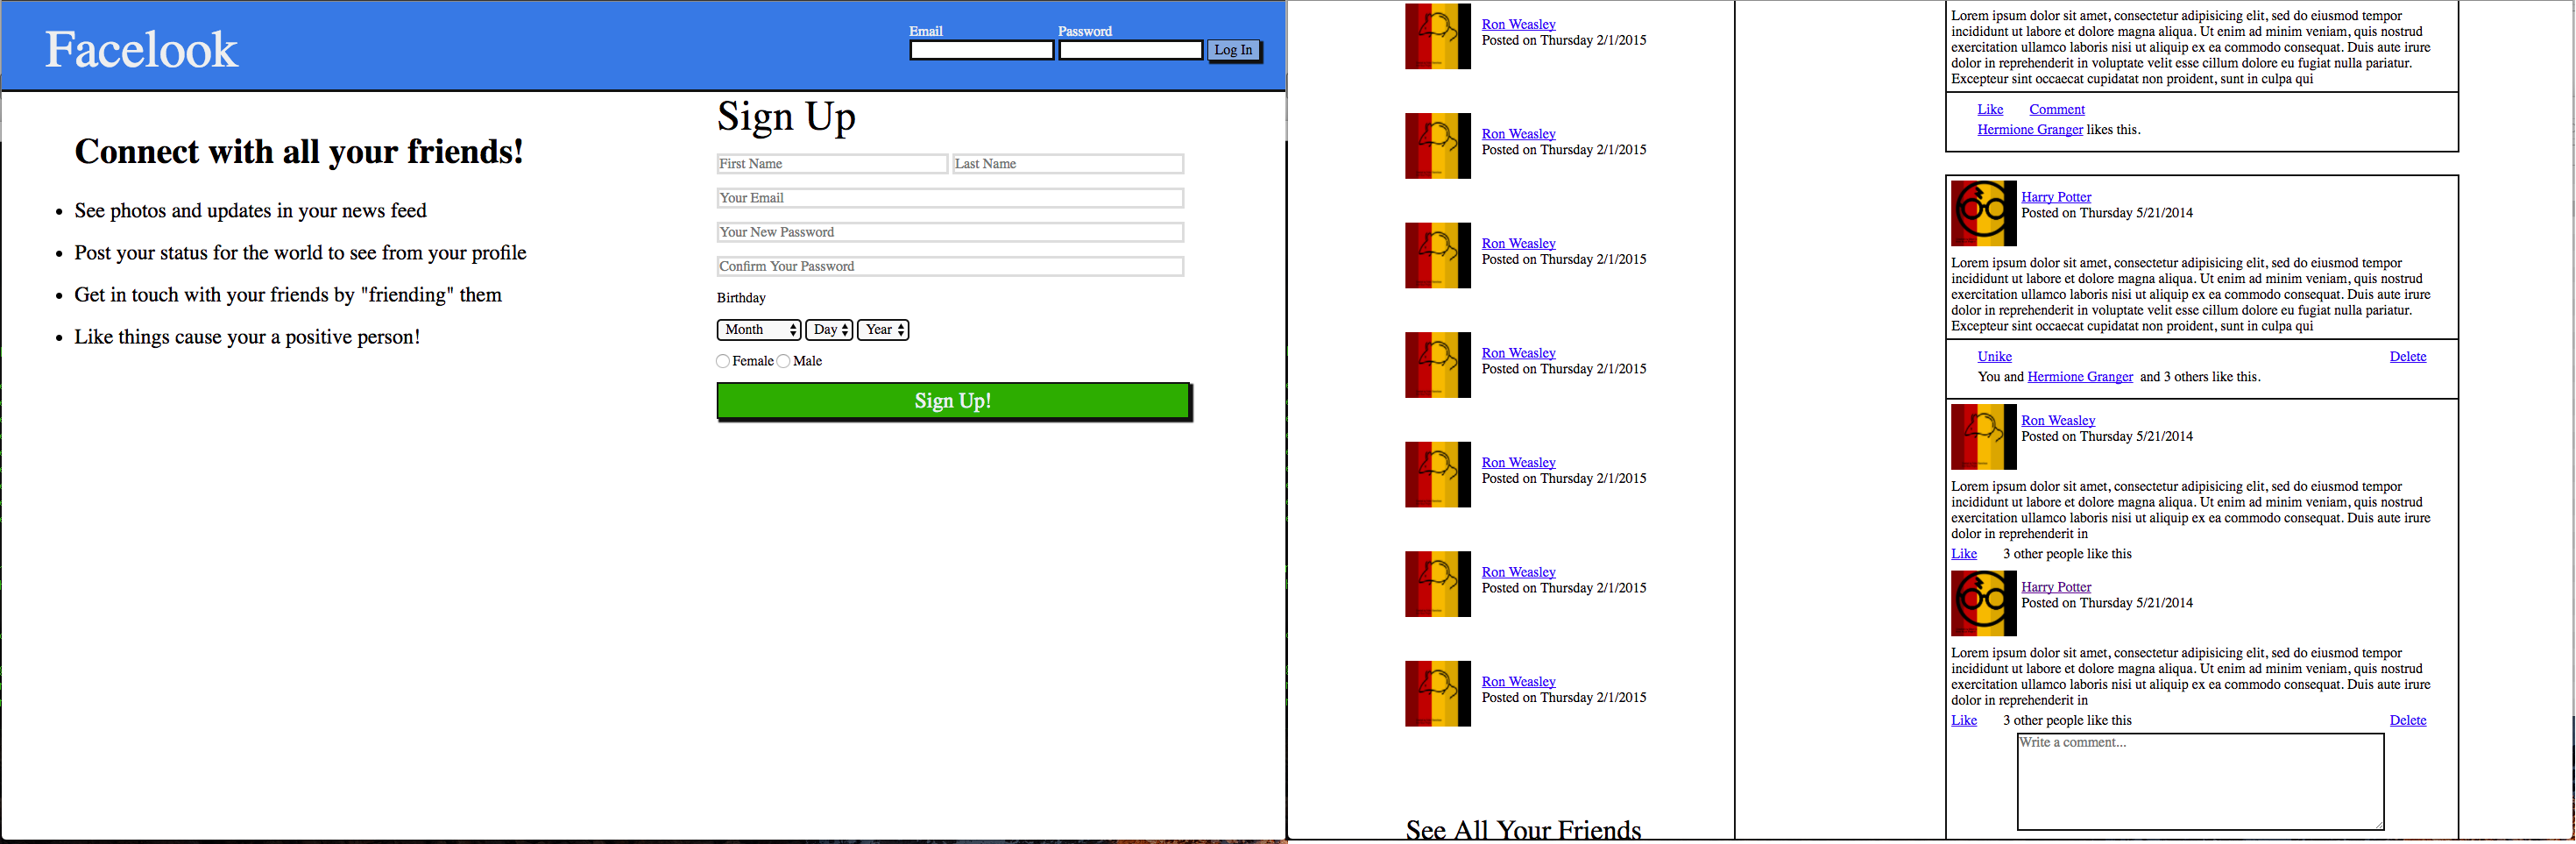 Facelook
Email Password
Log In
Connect with all your friends!
See photos and updates in your news feed
Post your status for the world to see from your profile
Get in touch with your friends by "friending" them
Like things cause your a positive person!
Sign Up
First Name Last Name
Your Email
Your New Password
Confirm Your Password
Birthday
Month Day Year
Female Male
Sign Up!
Ron Weasley
Posted on Thursday 2/1/2015
Ron Weasley
Posted on Thursday 2/1/2015
Ron Weasley
Posted on Thursday 2/1/2015
Ron Weasley
Posted on Thursday 2/1/2015
Ron Weasley
Posted on Thursday 2/1/2015
Ron Weasley
Posted on Thursday 2/1/2015
Ron Weasley
Posted on Thursday 2/1/2015
See All Your Friends
Lorem ipsum dolor sit amet, consectetur adipisicing elit, sed do eiusmod tempor
incididunt ut labore et dolore magna aliqua. Ut enim ad minim veniam, quis nostrud
exercitation ullamco laboris nisi ut aliquip ex ea commodo consequat. Duis aute irure
dolor in reprehenderit in voluptate velit esse cillum dolore eu fugiat nulla pariatur.
Excepteur sint occaecat cupidatat non proident, sunt in culpa qui
Like Comment
Hermione Granger likes this.
Harry Potter
Posted on Thursday 5/21/2014
Lorem ipsum dolor sit amet, consectetur adipisicing elit, sed do eiusmod tempor
incididunt ut labore et dolore magna aliqua. Ut enim ad minim veniam, quis nostrud
exercitation ullamco laboris nisi ut aliquip ex ea commodo consequat. Duis aute irure
dolor in reprehenderit in voluptate velit esse cillum dolore eu fugiat nulla pariatur.
Excepteur sint occaecat cupidatat non proident, sunt in culpa qui
Unike Delete
You and Hermione Granger and 3 others like this.
Ron Weasley
Posted on Thursday 5/21/2014
Lorem ipsum dolor sit amet, consectetur adipisicing elit, sed do eiusmod tempor
incididunt ut labore et dolore magna aliqua. Ut enim ad minim veniam, quis nostrud
exercitation ullamco laboris nisi ut aliquip ex ea commodo consequat. Duis aute irure
dolor in reprehenderit in
Like 3 other people like this
Harry Potter
Posted on Thursday 5/21/2014
Lorem ipsum dolor sit amet, consectetur adipisicing elit, sed do eiusmod tempor
incididunt ut labore et dolore magna aliqua. Ut enim ad minim veniam, quis nostrud
exercitation ullamco laboris nisi ut aliquip ex ea commodo consequat. Duis aute irure
dolor in reprehenderit in
Like 3 other people like this Delete
Write a comment...